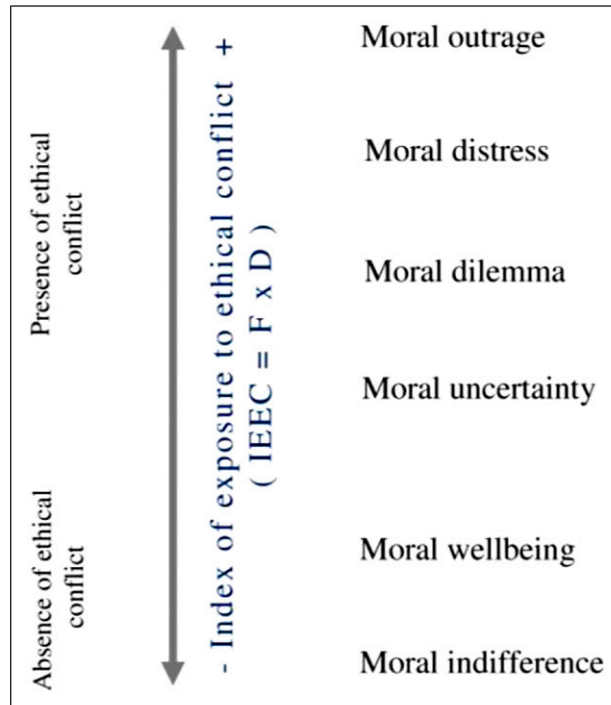 Presence of ethical
conflict
Absence of ethical
conflict
- Index of exposure to ethical conflict +
( IEEC = F x D )
Moral outrage
Moral distress
Moral dilemma
Moral uncertainty
Moral wellbeing
Moral indifference